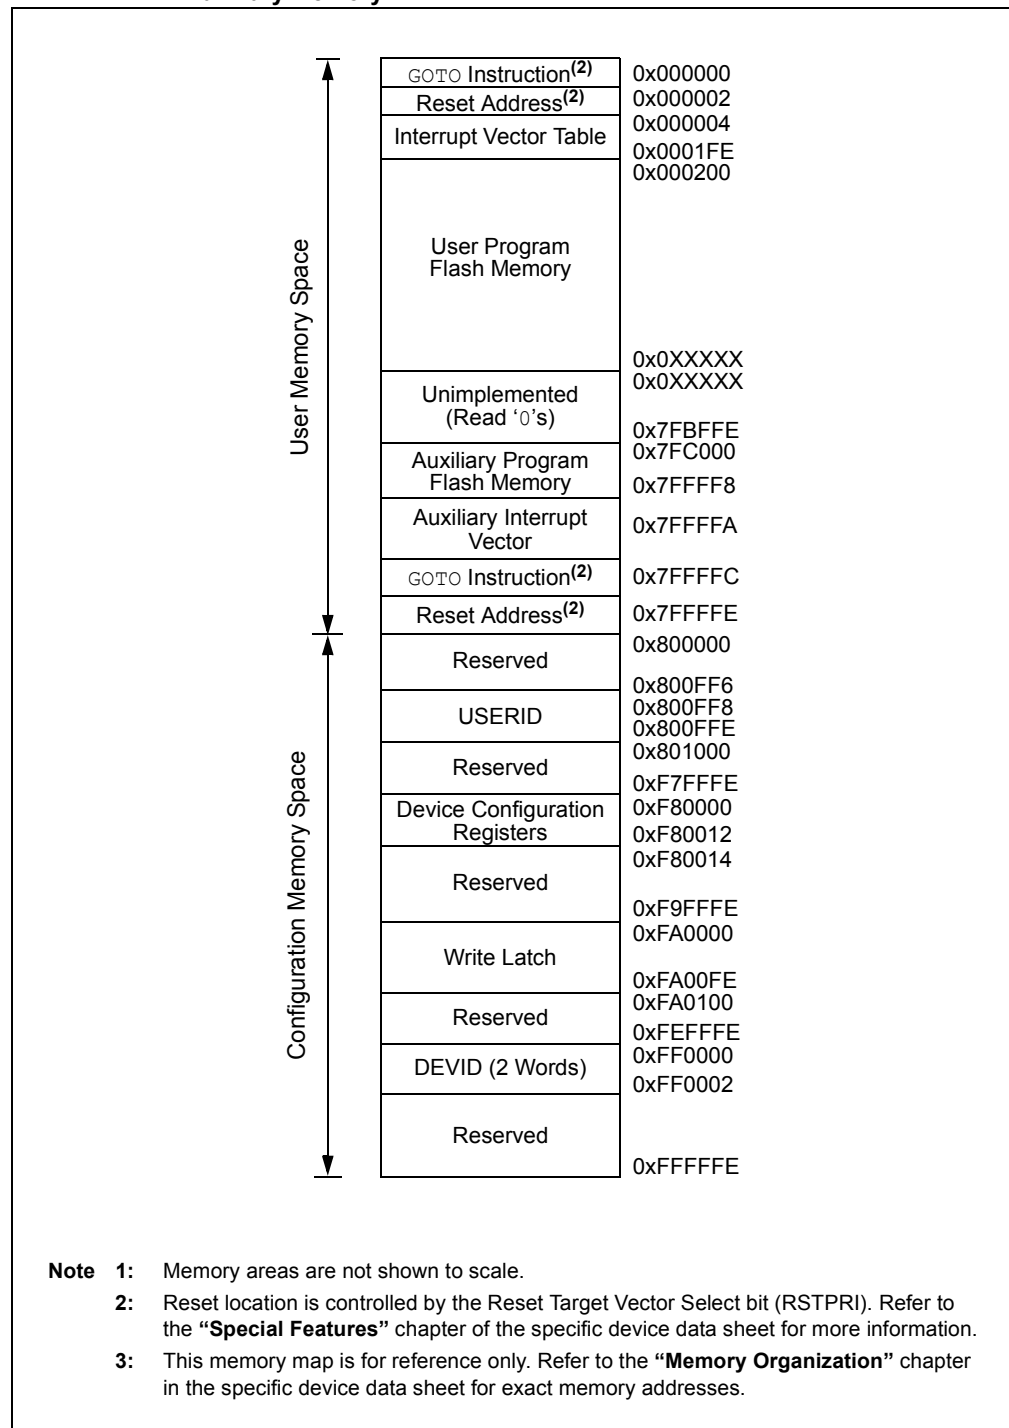 GOTO Instruction(2) 0x000000
Reset Address(2) 0x000002
Interrupt Vector Table 0x000004
0x0001FE
0x000200
User Program
Flash Memory
0x0XXXXX
0x0XXXXX
Unimplemented
(Read ‘0’s)
0x7FBFFE
0x7FC000
Auxiliary Program
Flash Memory
0x7FFFF8
Auxiliary Interrupt
Vector
0x7FFFFA
GOTO Instruction(2) 0x7FFFFC
Reset Address(2) 0x7FFFFE
User Memory Space
0x800000
Reserved
0x800FF6
0x800FF8
USERID
0x800FFE
0x801000
Reserved
0xF7FFFE
0xF80000
Device Configuration
Registers
0xF80012
0xF80014
Reserved
0xF9FFFE
0xFA0000
Write Latch
0xFA00FE
0xFA0100
Reserved
0xFEFFFE
0xFF0000
DEVID (2 Words)
0xFF0002
Reserved
0xFFFFFE
Configuration Memory Space
Note 1: Memory areas are not shown to scale.
2: Reset location is controlled by the Reset Target Vector Select bit (RSTPRI). Refer to
the “Special Features” chapter of the specific device data sheet for more information.
3: This memory map is for reference only. Refer to the “Memory Organization” chapter
in the specific device data sheet for exact memory addresses.